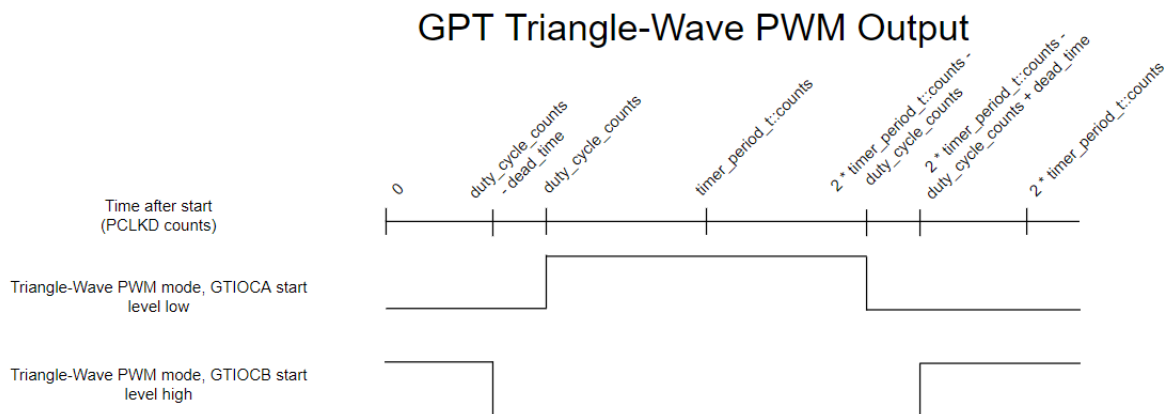 GPT Triangle-Wave PWM Output
0
duty_cycle_counts
- dead_time
duty_cycle_counts
timer_period_t::counts
2 * timer_period_t::counts -
duty_cycle_counts
2 * timer_period_t::counts -
duty_cycle_counts + dead_time
2 * timer_period_t::counts
Time after start
(PCLKD counts)
Triangle-Wave PWM mode, GTIOCA start
level low
Triangle-Wave PWM mode, GTIOCB start
level high